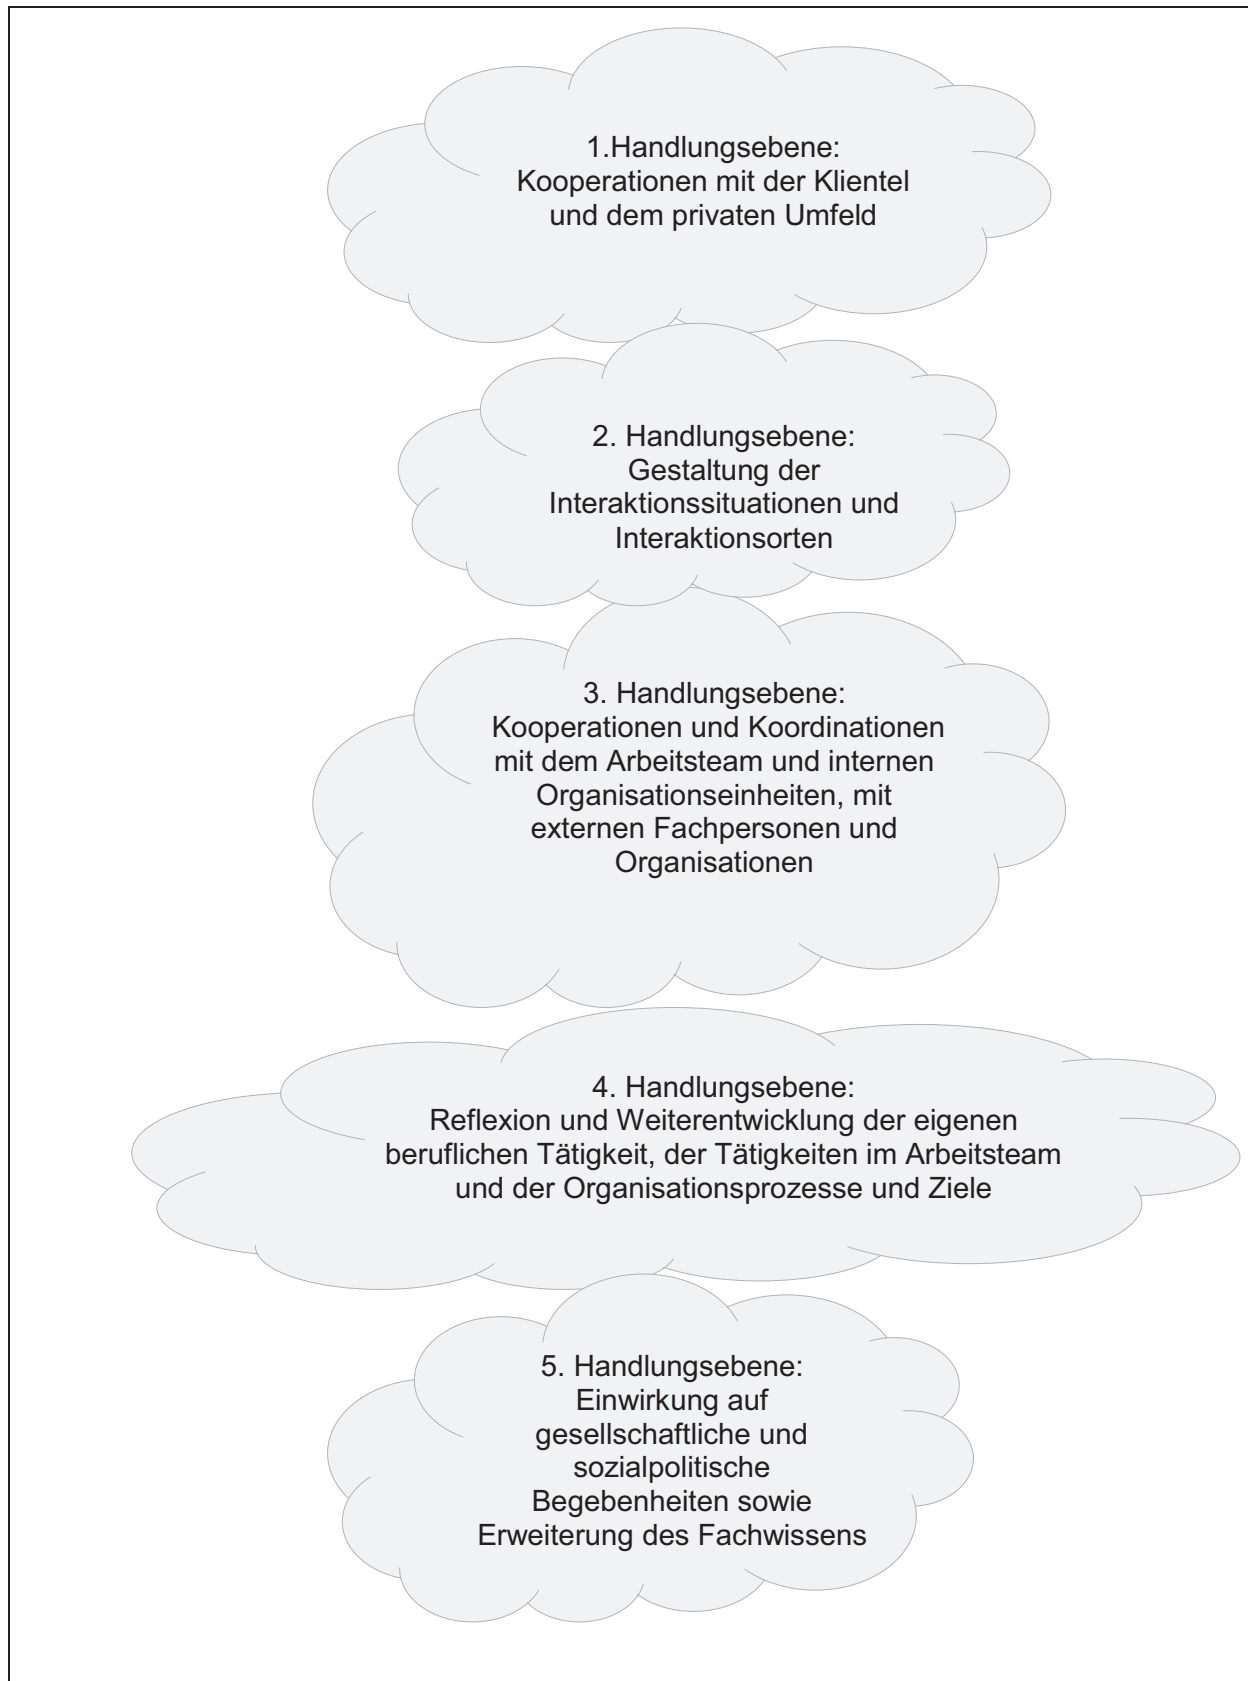 1.Handlungsebene:
Kooperationen mit der Klientel
und dem privaten Umfeld
2. Handlungsebene:
Gestaltung der
Interaktionssituationen und
Interaktionsorten
3. Handlungsebene:
Kooperationen und Koordinationen
mit dem Arbeitsteam und internen
Organisationseinheiten, mit
externen Fachpersonen und
Organisationen
4. Handlungsebene:
Reflexion und Weiterentwicklung der eigenen
beruflichen Tätigkeit, der Tätigkeiten im Arbeitsteam
und der Organisationsprozesse und Ziele
5. Handlungsebene:
Einwirkung auf
gesellschaftliche und
sozialpolitische
Begebenheiten sowie
Erweiterung des Fachwissens